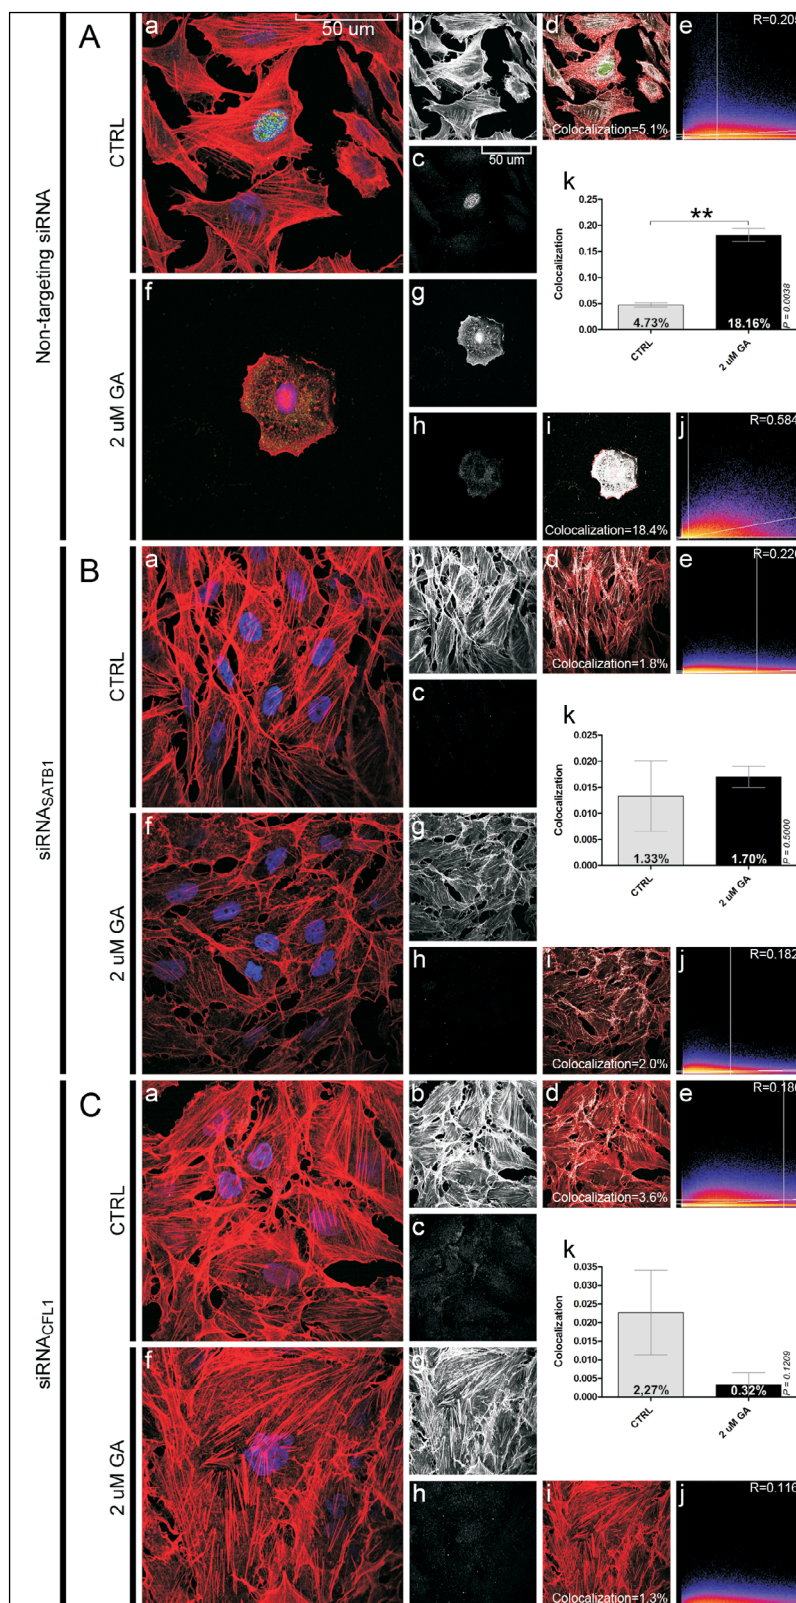 A
Non-targeting siRNA
CTRL
2 uM GA
a
50 um
b
c
50 um
d
Colocalization=5.1%
e
R=0.205
f
g
h
i
Colocalization=18.4%
j
R=0.584
k
Colocalization
0.25
0.20
0.15
0.10
0.05
0.00
**
4.73%
18.16%
P = 0.0038
CTRL
2 uM GA
B
siRNASATB1
CTRL
2 uM GA
a
b
c
d
Colocalization=1.8%
e
R=0.220
f
g
h
i
Colocalization=2.0%
j
R=0.182
k
Colocalization
0.025
0.020
0.015
0.010
0.005
0.000
1.33%
1.70%
P = 0.5000
CTRL
2 uM GA
C
siRNACFL1
CTRL
2 uM GA
a
b
c
d
Colocalization=3.6%
e
R=0.180
f
g
h
i
Colocalization=1.3%
j
R=0.116
k
Colocalization
0.035
0.030
0.025
0.020
0.015
0.010
0.005
0.000
2,27%
0.32%
P = 0.1209
CTRL
2 uM GA